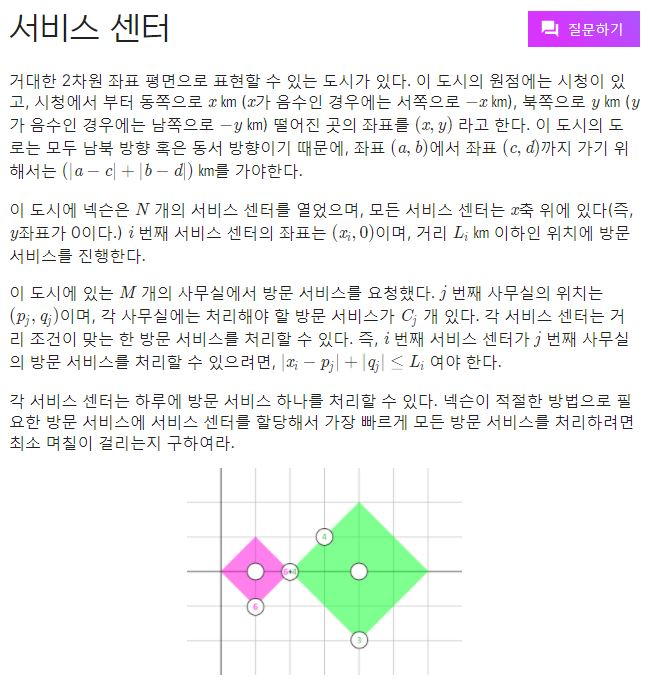 서비스 센터
질문하기
거대한 2차원 좌표 평면으로 표현할 수 있는 도시가 있다. 이 도시의 원점에는 시청이 있
고, 시청에서 부터 동쪽으로 x km (x가 음수인 경우에는 서쪽으로 −x km), 북쪽으로 y km (y
가 음수인 경우에는 남쪽으로 −y km) 떨어진 곳의 좌표를 (x, y) 라고 한다. 이 도시의 도
로는 모두 남북 방향 혹은 동서 방향이기 때문에, 좌표 (a, b)에서 좌표 (c, d)까지 가기 위
해서는 (|a − c| + |b − d|) km를 가야한다.
이 도시에 넥슨은 N 개의 서비스 센터를 열었으며, 모든 서비스 센터는 x축 위에 있다(즉,
y좌표가 0이다.) i 번째 서비스 센터의 좌표는 (xᵢ, 0)이며, 거리 Lᵢ km 이하인 위치에 방문
서비스를 진행한다.
이 도시에 있는 M 개의 사무실에서 방문 서비스를 요청했다. j 번째 사무실의 위치는
(pⱼ, qⱼ)이며, 각 사무실에는 처리해야 할 방문 서비스가 Cⱼ 개 있다. 각 서비스 센터는 거
리 조건이 맞는 한 방문 서비스를 처리할 수 있다. 즉, i 번째 서비스 센터가 j 번째 사무실
의 방문 서비스를 처리할 수 있으려면, |xᵢ − pⱼ| + |qⱼ| ≤ Lᵢ 여야 한다.
각 서비스 센터는 하루에 방문 서비스 하나를 처리할 수 있다. 넥슨이 적절한 방법으로 필
요한 방문 서비스에 서비스 센터를 할당해서 가장 빠르게 모든 방문 서비스를 처리하려면
최소 며칠이 걸리는지 구하여라.
4
6
3